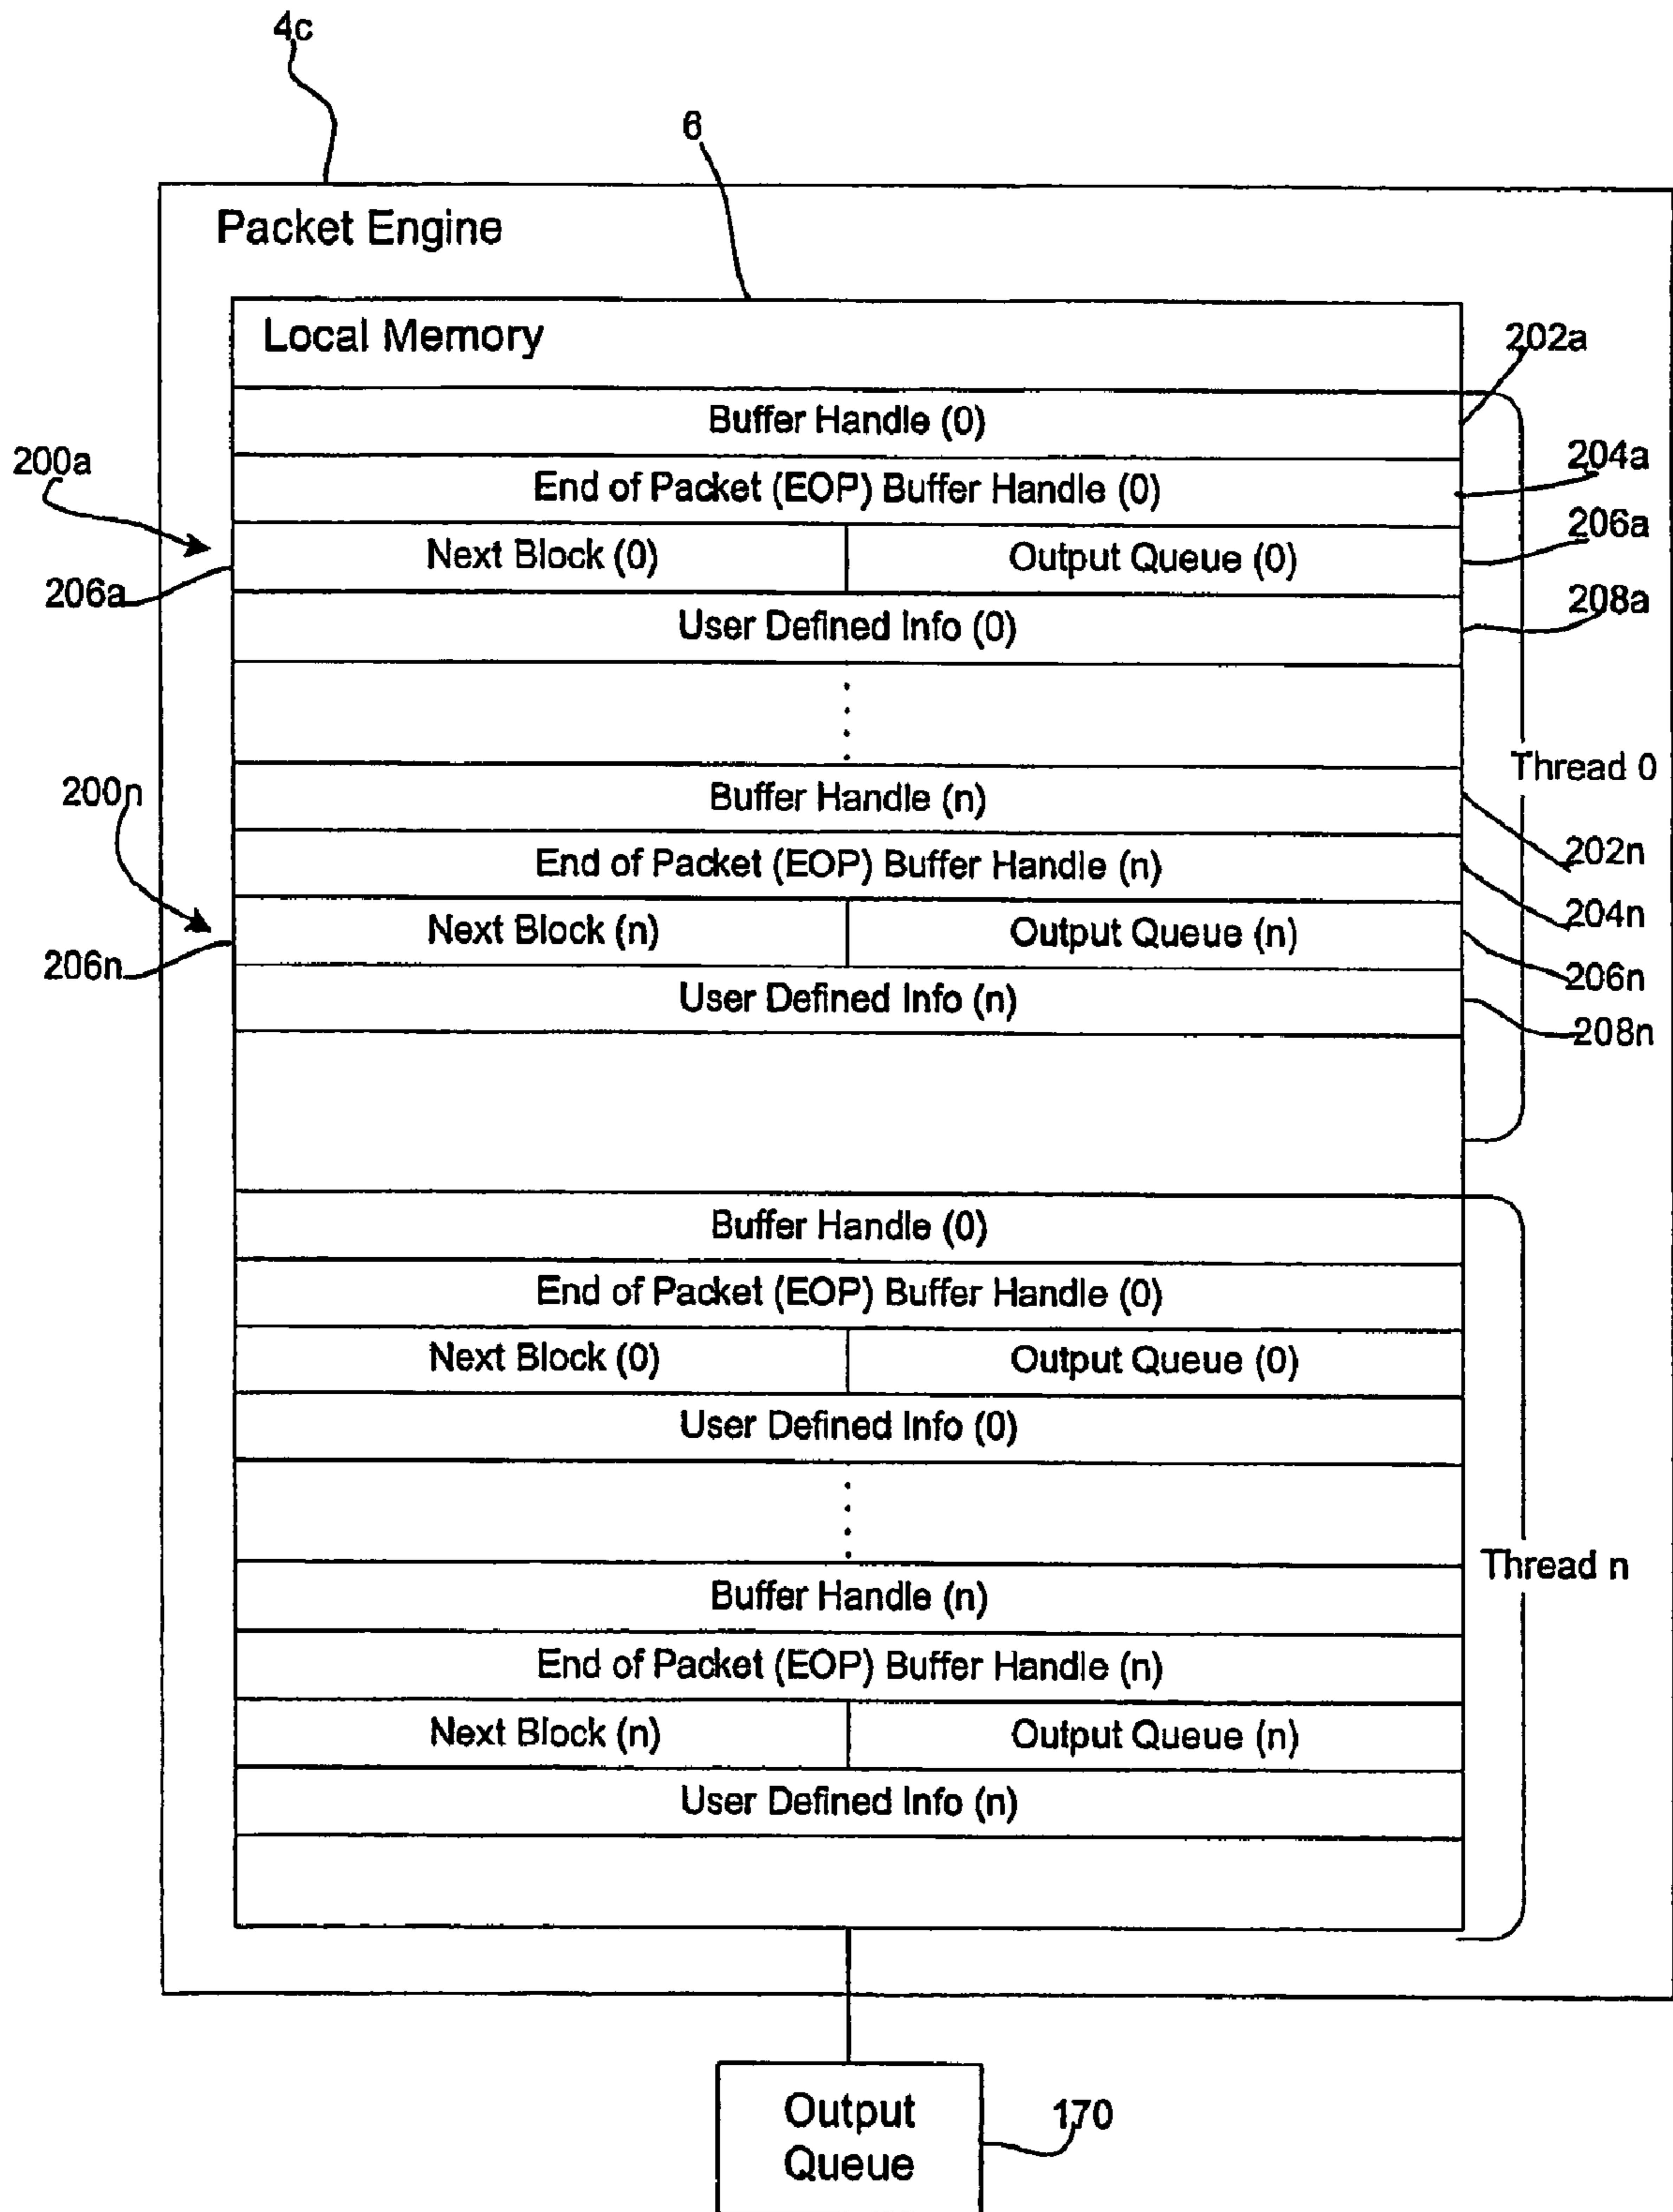 4c
6
Packet Engine
Local Memory
202a
Buffer Handle (0)
200a
End of Packet (EOP) Buffer Handle (0)
204a
Next Block (0) Output Queue (0)
206a
206a
User Defined Info (0)
208a
Thread 0
200n
Buffer Handle (n)
202n
End of Packet (EOP) Buffer Handle (n)
204n
Next Block (n) Output Queue (n)
206n
206n
User Defined Info (n)
208n
Buffer Handle (0)
End of Packet (EOP) Buffer Handle (0)
Next Block (0) Output Queue (0)
User Defined Info (0)
Thread n
Buffer Handle (n)
End of Packet (EOP) Buffer Handle (n)
Next Block (n) Output Queue (n)
User Defined Info (n)
Output
Queue
170